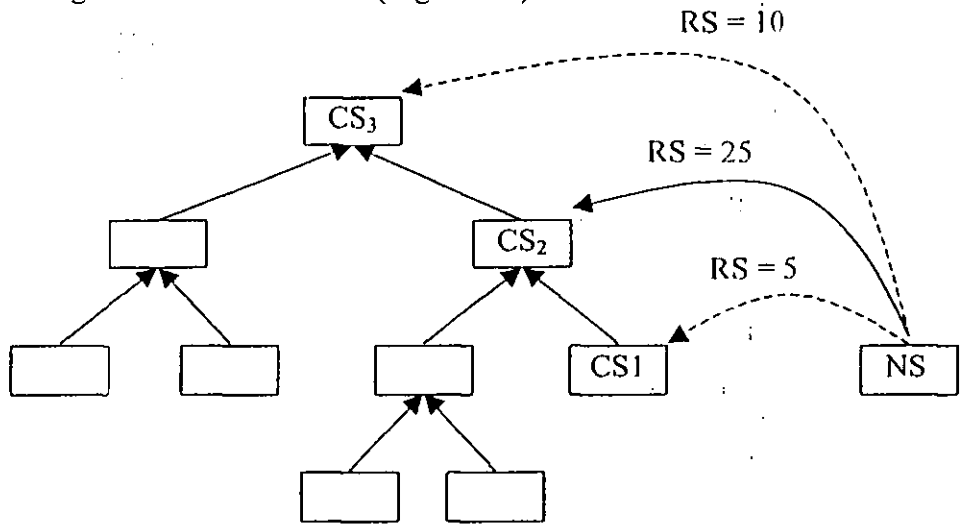 RS = 10
CS₃
RS = 25
CS₂
RS = 5
CS1
NS